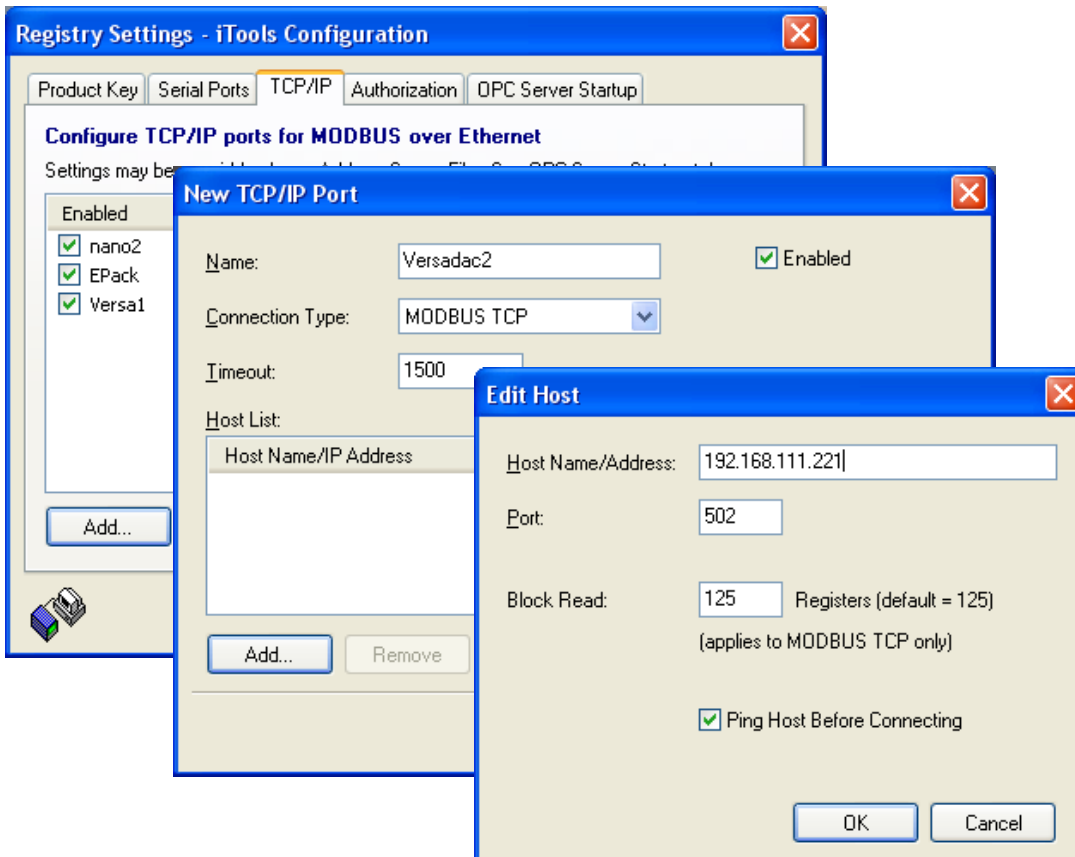 Registry Settings - iTools Configuration
Product Key Serial Ports TCP/IP Authorization OPC Server Startup
Configure TCP/IP ports for MODBUS over Ethernet
Settings may be
Enabled
nano2
EPack
Versa1
Add...
New TCP/IP Port
Name: Versadac2 Enabled
Connection Type: MODBUS TCP
Timeout: 1500
Host List:
Host Name/IP Address
Add... Remove
Edit Host
Host Name/Address: 192.168.111.221
Port: 502
Block Read: 125 Registers (default = 125)
(applies to MODBUS TCP only)
Ping Host Before Connecting
OK Cancel